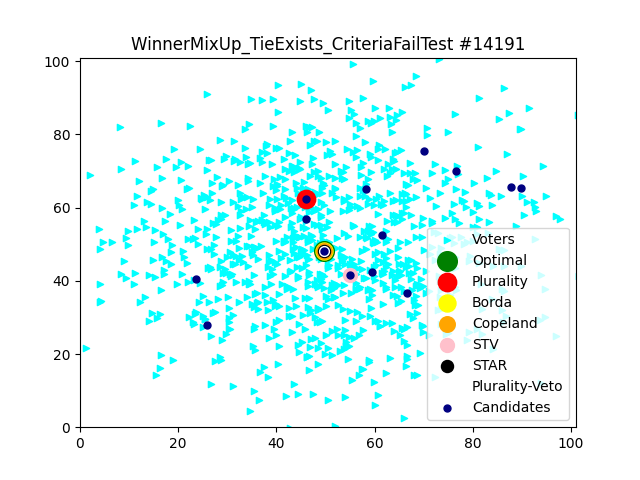 WinnerMixUp_TieExists_CriteriaFailTest #14191
100
80
60
40
20
0
0 20 40 60 80 100
Voters
Optimal
Plurality
Borda
Copeland
STV
STAR
Plurality-Veto
Candidates